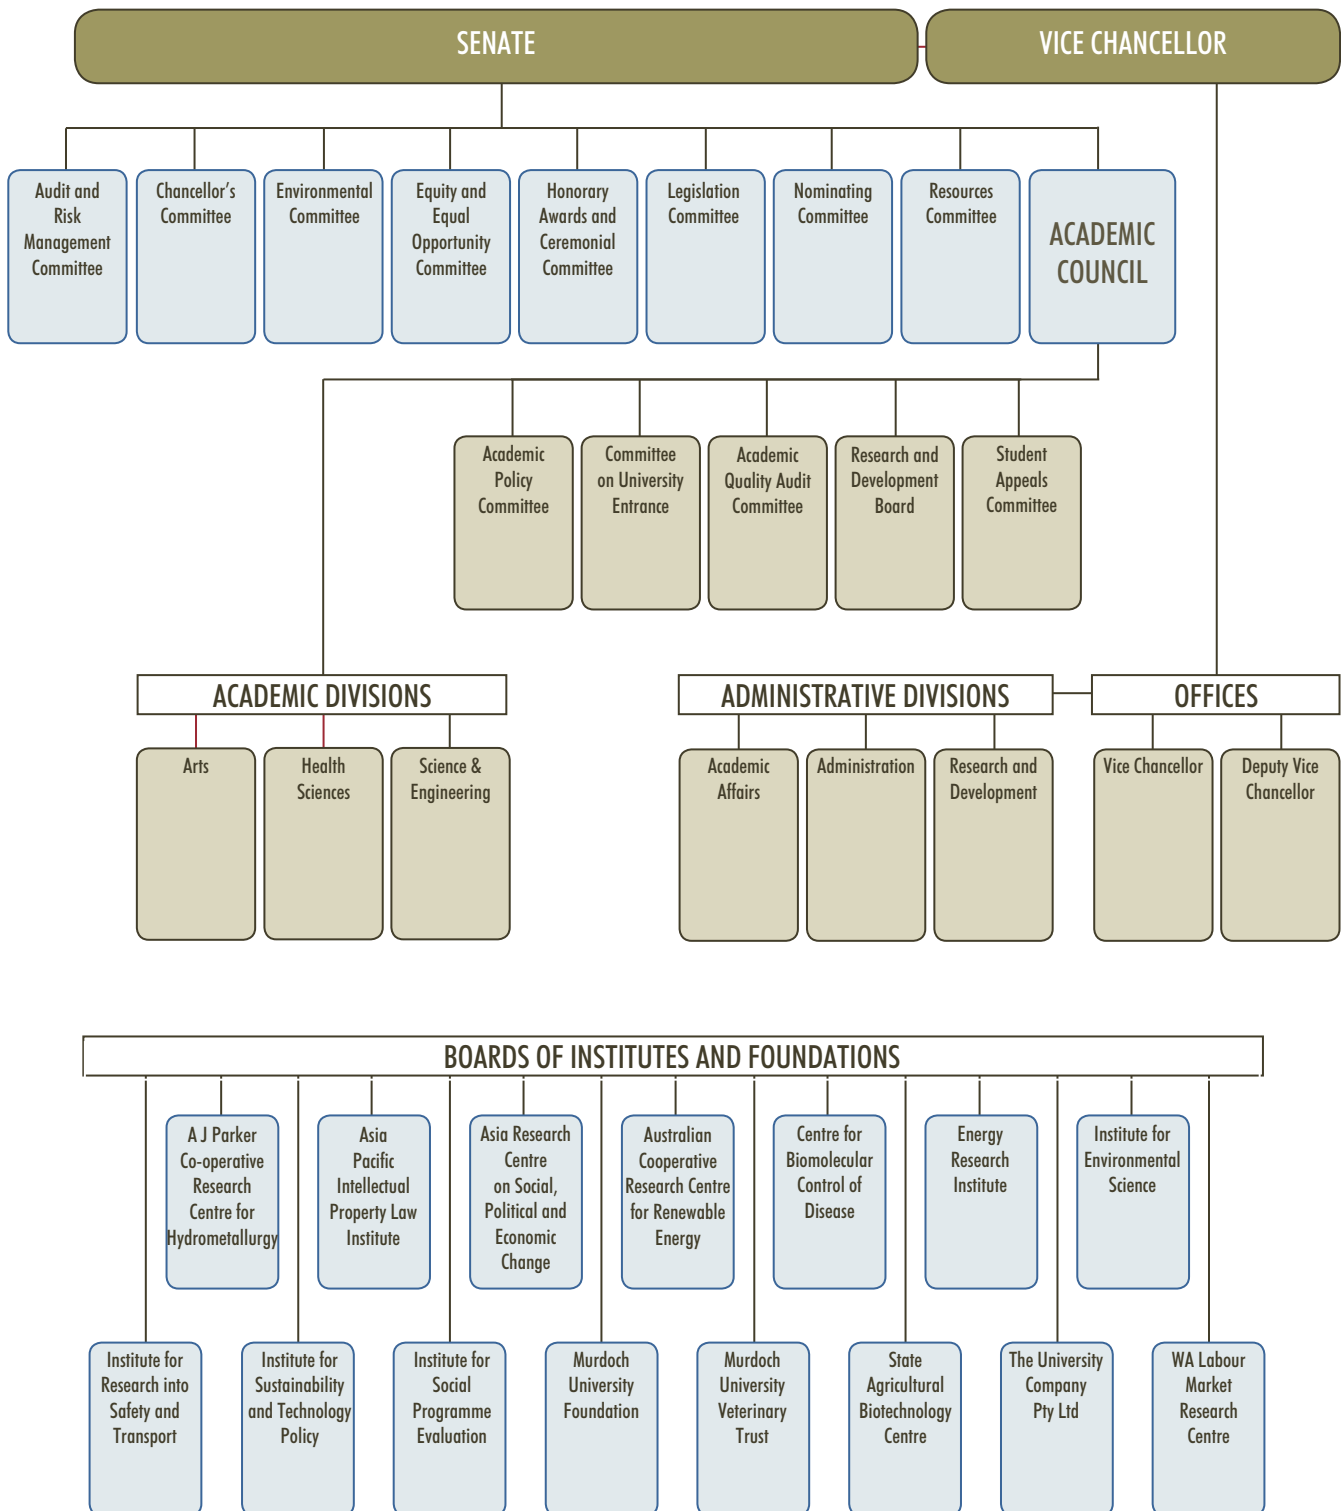 SENATE
VICE CHANCELLOR
Audit and
Risk
Management
Committee
Chancellor's
Committee
Environmental
Committee
Equity and
Equal
Opportunity
Committee
Honorary
Awards and
Ceremonial
Committee
Legislation
Committee
Nominating
Committee
Resources
Committee
ACADEMIC
COUNCIL
Academic
Policy
Committee
Committee
on University
Entrance
Academic
Quality Audit
Committee
Research and
Development
Board
Student
Appeals
Committee
ACADEMIC DIVISIONS
ADMINISTRATIVE DIVISIONS
OFFICES
Arts
Health
Sciences
Science &
Engineering
Academic
Affairs
Administration
Research and
Development
Vice Chancellor
Deputy Vice
Chancellor
BOARDS OF INSTITUTES AND FOUNDATIONS
A J Parker
Co-operative
Research
Centre for
Hydrometallurgy
Asia
Pacific
Intellectual
Property Law
Institute
Asia Research
Centre
on Social,
Political and
Economic
Change
Australian
Cooperative
Research Centre
for Renewable
Energy
Centre for
Biomolecular
Control of
Disease
Energy
Research
Institute
Institute for
Environmental
Science
Institute for
Research into
Safety and
Transport
Institute for
Sustainability
and Technology
Policy
Institute for
Social
Programme
Evaluation
Murdoch
University
Foundation
Murdoch
University
Veterinary
Trust
State
Agricultural
Biotechnology
Centre
The University
Company
Pty Ltd
WA Labour
Market
Research
Centre